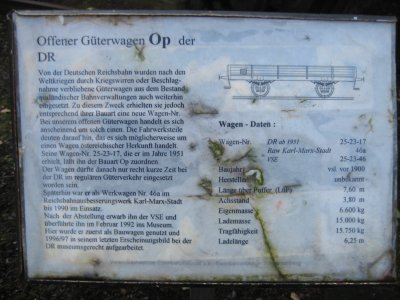 Offener Güterwagen Op der
DR
Von der Deutschen Reichsbahn wurden nach den
Weltkriegen durch Kriegswirren oder Beschlag-
nahme verbliebene Güterwagen aus dem Bestand
ausländischer Bahnverwaltungen auch weiterhin
eingesetzt. Zu diesem Zweck erhielten sie jedoch
entsprechend ihrer Bauart eine neue Wagen-Nr.
Bei unserem offenen Güterwagen handelt es sich
anscheinend um solch einen. Die Fahrwerksteile
deuten darauf hin, das es sich möglicherweise um
einen Wagen österreichischer Herkunft handelt.
Seine Wagen-Nr. 25-23-17, die er im Jahre 1951
erhielt, läßt ihn der Bauart Op zuordnen.
Der Wagen dürfte danach nur recht kurze Zeit bei
der DR im regulären Güterverkehr eingesetzt
worden sein.
Späterhin war er als Werkwagen Nr. 46a im
Reichsbahnausbesserungswerk Karl-Marx-Stadt
bis 1990 im Einsatz.
Nach der Abstellung erwarb ihn der VSE und
überführte ihn im Februar 1992 ins Museum.
Hier wurde er zuerst als Bauwagen genutzt und
1996/97 in seinem letzten Erscheinungsbild bei der
DR museumsgerecht aufgearbeitet.
Wagen - Daten :
Wagen-Nr. DR ab 1951 25-23-17
Raw Karl-Marx-Stadt 46a
VSE 25-23-46
Baujahr vsl. vor 1900
Hersteller unbekannt
Länge über Puffer (LüP) 7,60 m
Achsstand 3,80 m
Eigenmasse 6.600 kg
Lademasse 15.000 kg
Tragfähigkeit 15.750 kg
Ladelänge 6,25 m